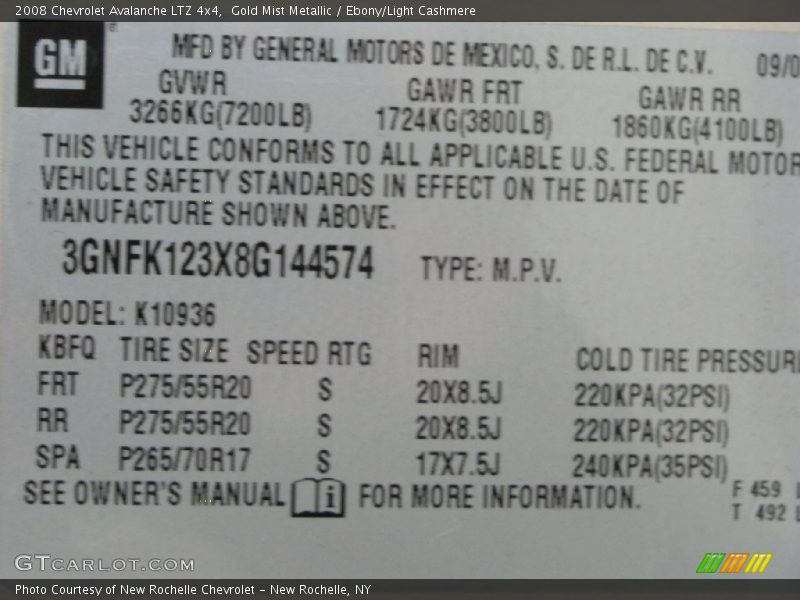 2008 Chevrolet Avalanche LTZ 4x4, Gold Mist Metallic / Ebony/Light Cashmere
GM
MFD BY GENERAL MOTORS DE MEXICO, S. DE R.L. DE C.V. 09/0
GVWR GAWR FRT GAWR RR
3266KG(7200LB) 1724KG(3800LB) 1860KG(4100LB)
THIS VEHICLE CONFORMS TO ALL APPLICABLE U.S. FEDERAL MOTOR
VEHICLE SAFETY STANDARDS IN EFFECT ON THE DATE OF
MANUFACTURE SHOWN ABOVE.
3GNFK123X8G144574 TYPE: M.P.V.
MODEL: K10936
KBFQ TIRE SIZE SPEED RTG RIM COLD TIRE PRESSURE
FRT P275/55R20 S 20X8.5J 220KPA(32PSI)
RR P275/55R20 S 20X8.5J 220KPA(32PSI)
SPA P265/70R17 S 17X7.5J 240KPA(35PSI)
SEE OWNER'S MANUAL i FOR MORE INFORMATION.
F 459 L
T 492 L
GTCarLot.com
Photo Courtesy of New Rochelle Chevrolet - New Rochelle, NY